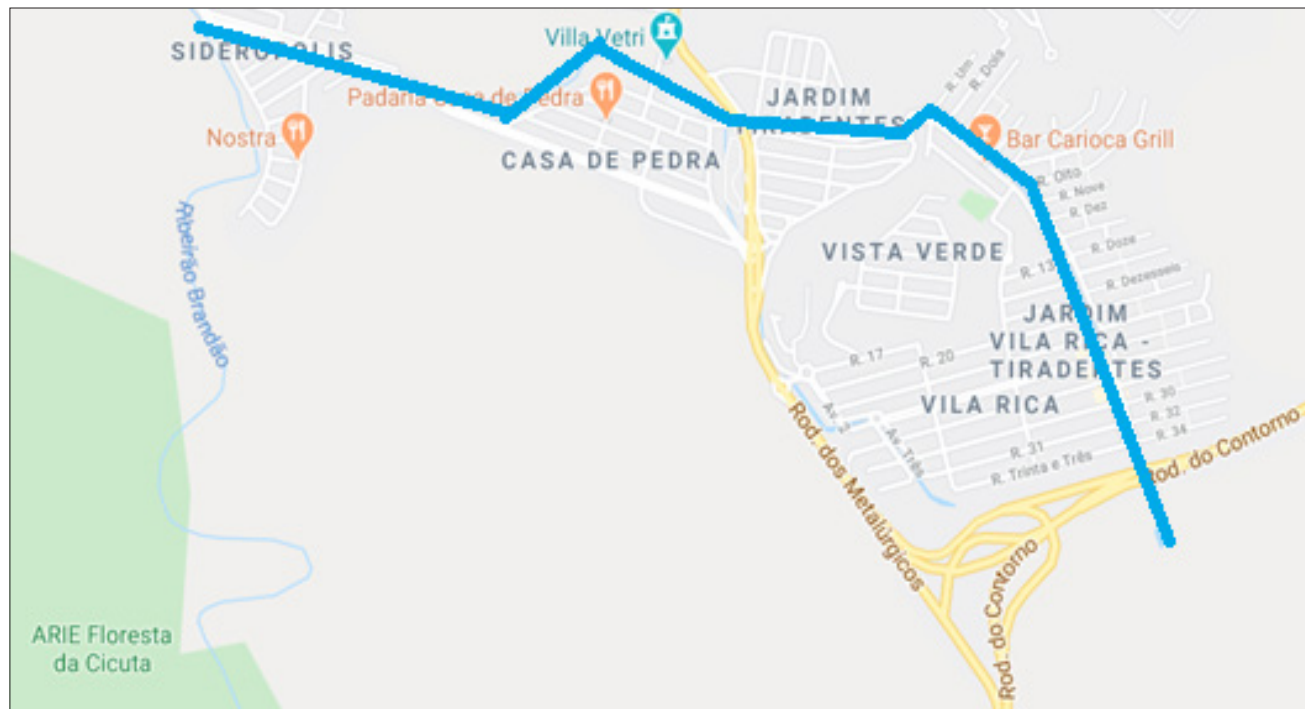 SIDERÓPOLIS
Villa Vetri
R. Um
R. Dois
Padaria Casa de Pedra
JARDIM
TIRADENTES
Nostra
Bar Carioca Grill
CASA DE PEDRA
R. Oito
R. Nove
R. Dez
Ribeirão Brandão
VISTA VERDE
R. Doze
R. 13
R. Dezesseis
JARDIM
VILA RICA -
TIRADENTES
R. 17
R. 20
VILA RICA
R. 30
R. 32
R. 34
R. 31
R. Trinta e Três
Av. Três
Rod. do Contorno
Rod. dos Metalúrgicos
Rod. do Contorno
ARIE Floresta
da Cicuta